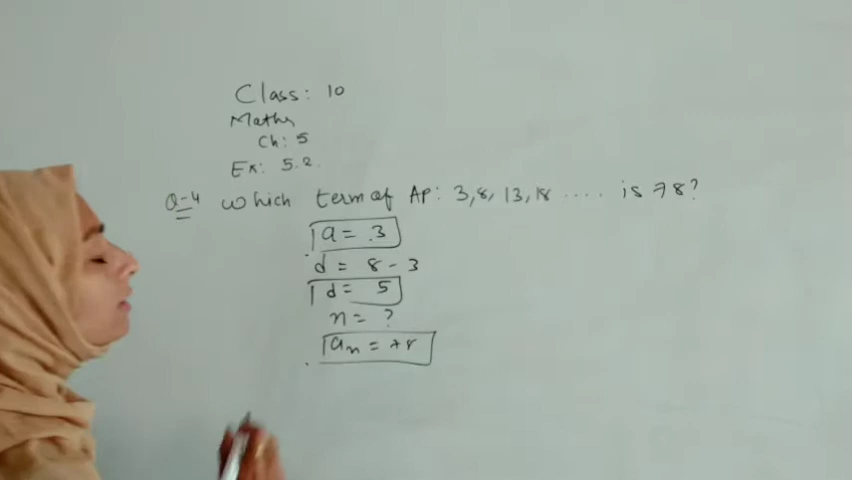 Class: 10
Maths
Ch: 5
Ex: 5.2.
Q-4 Which term of AP: 3, 8, 13, 18 .... is 78?
a = 3
d = 8 - 3
d = 5
n = ?
an = 78